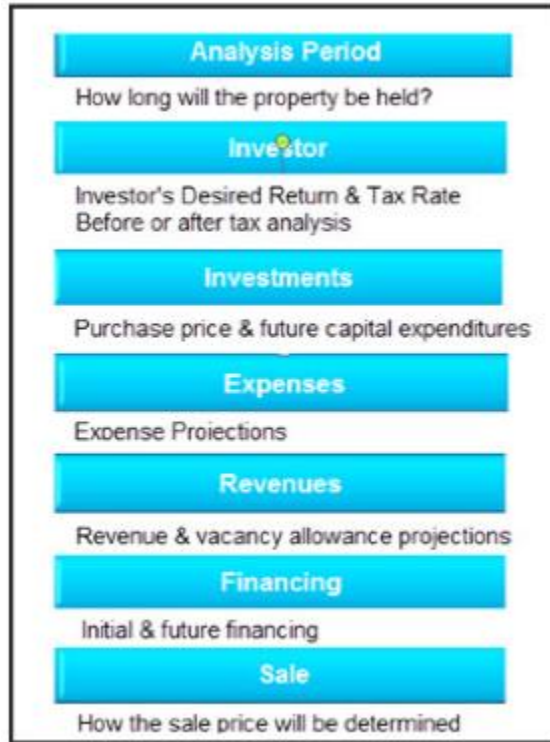 Analysis Period
How long will the property be held?
Investor
Investor's Desired Return & Tax Rate
Before or after tax analysis
Investments
Purchase price & future capital expenditures
Expenses
Expense Projections
Revenues
Revenue & vacancy allowance projections
Financing
Initial & future financing
Sale
How the sale price will be determined